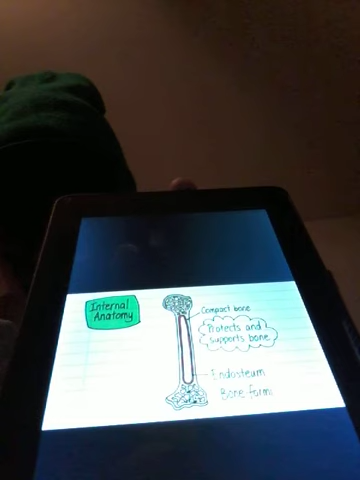 Internal
Anatomy
Compact bone
Protects and
supports bone
Endosteum
Bone form